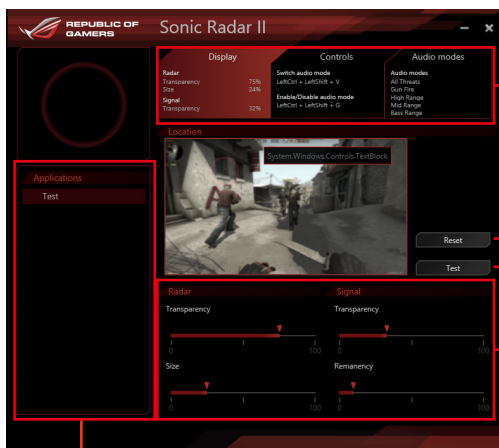 REPUBLIC OF
GAMERS
Sonic Radar II
Display
Controls
Audio modes
Radar
Transparency 75%
Size 24%
Signal
Transparency 32%
Switch audio mode
LeftCtrl + LeftShift + V
Enable/Disable audio mode
LeftCtrl + LeftShift + G
Audio modes
All Threats
Gun Fire
High Range
Mid Range
Bass Range
Location
System.Windows.Controls.TextBlock
Applications
Test
Reset
Test
Radar
Signal
Transparency
Transparency
0 100
0 100
Size
Remanency
0 100
0 100